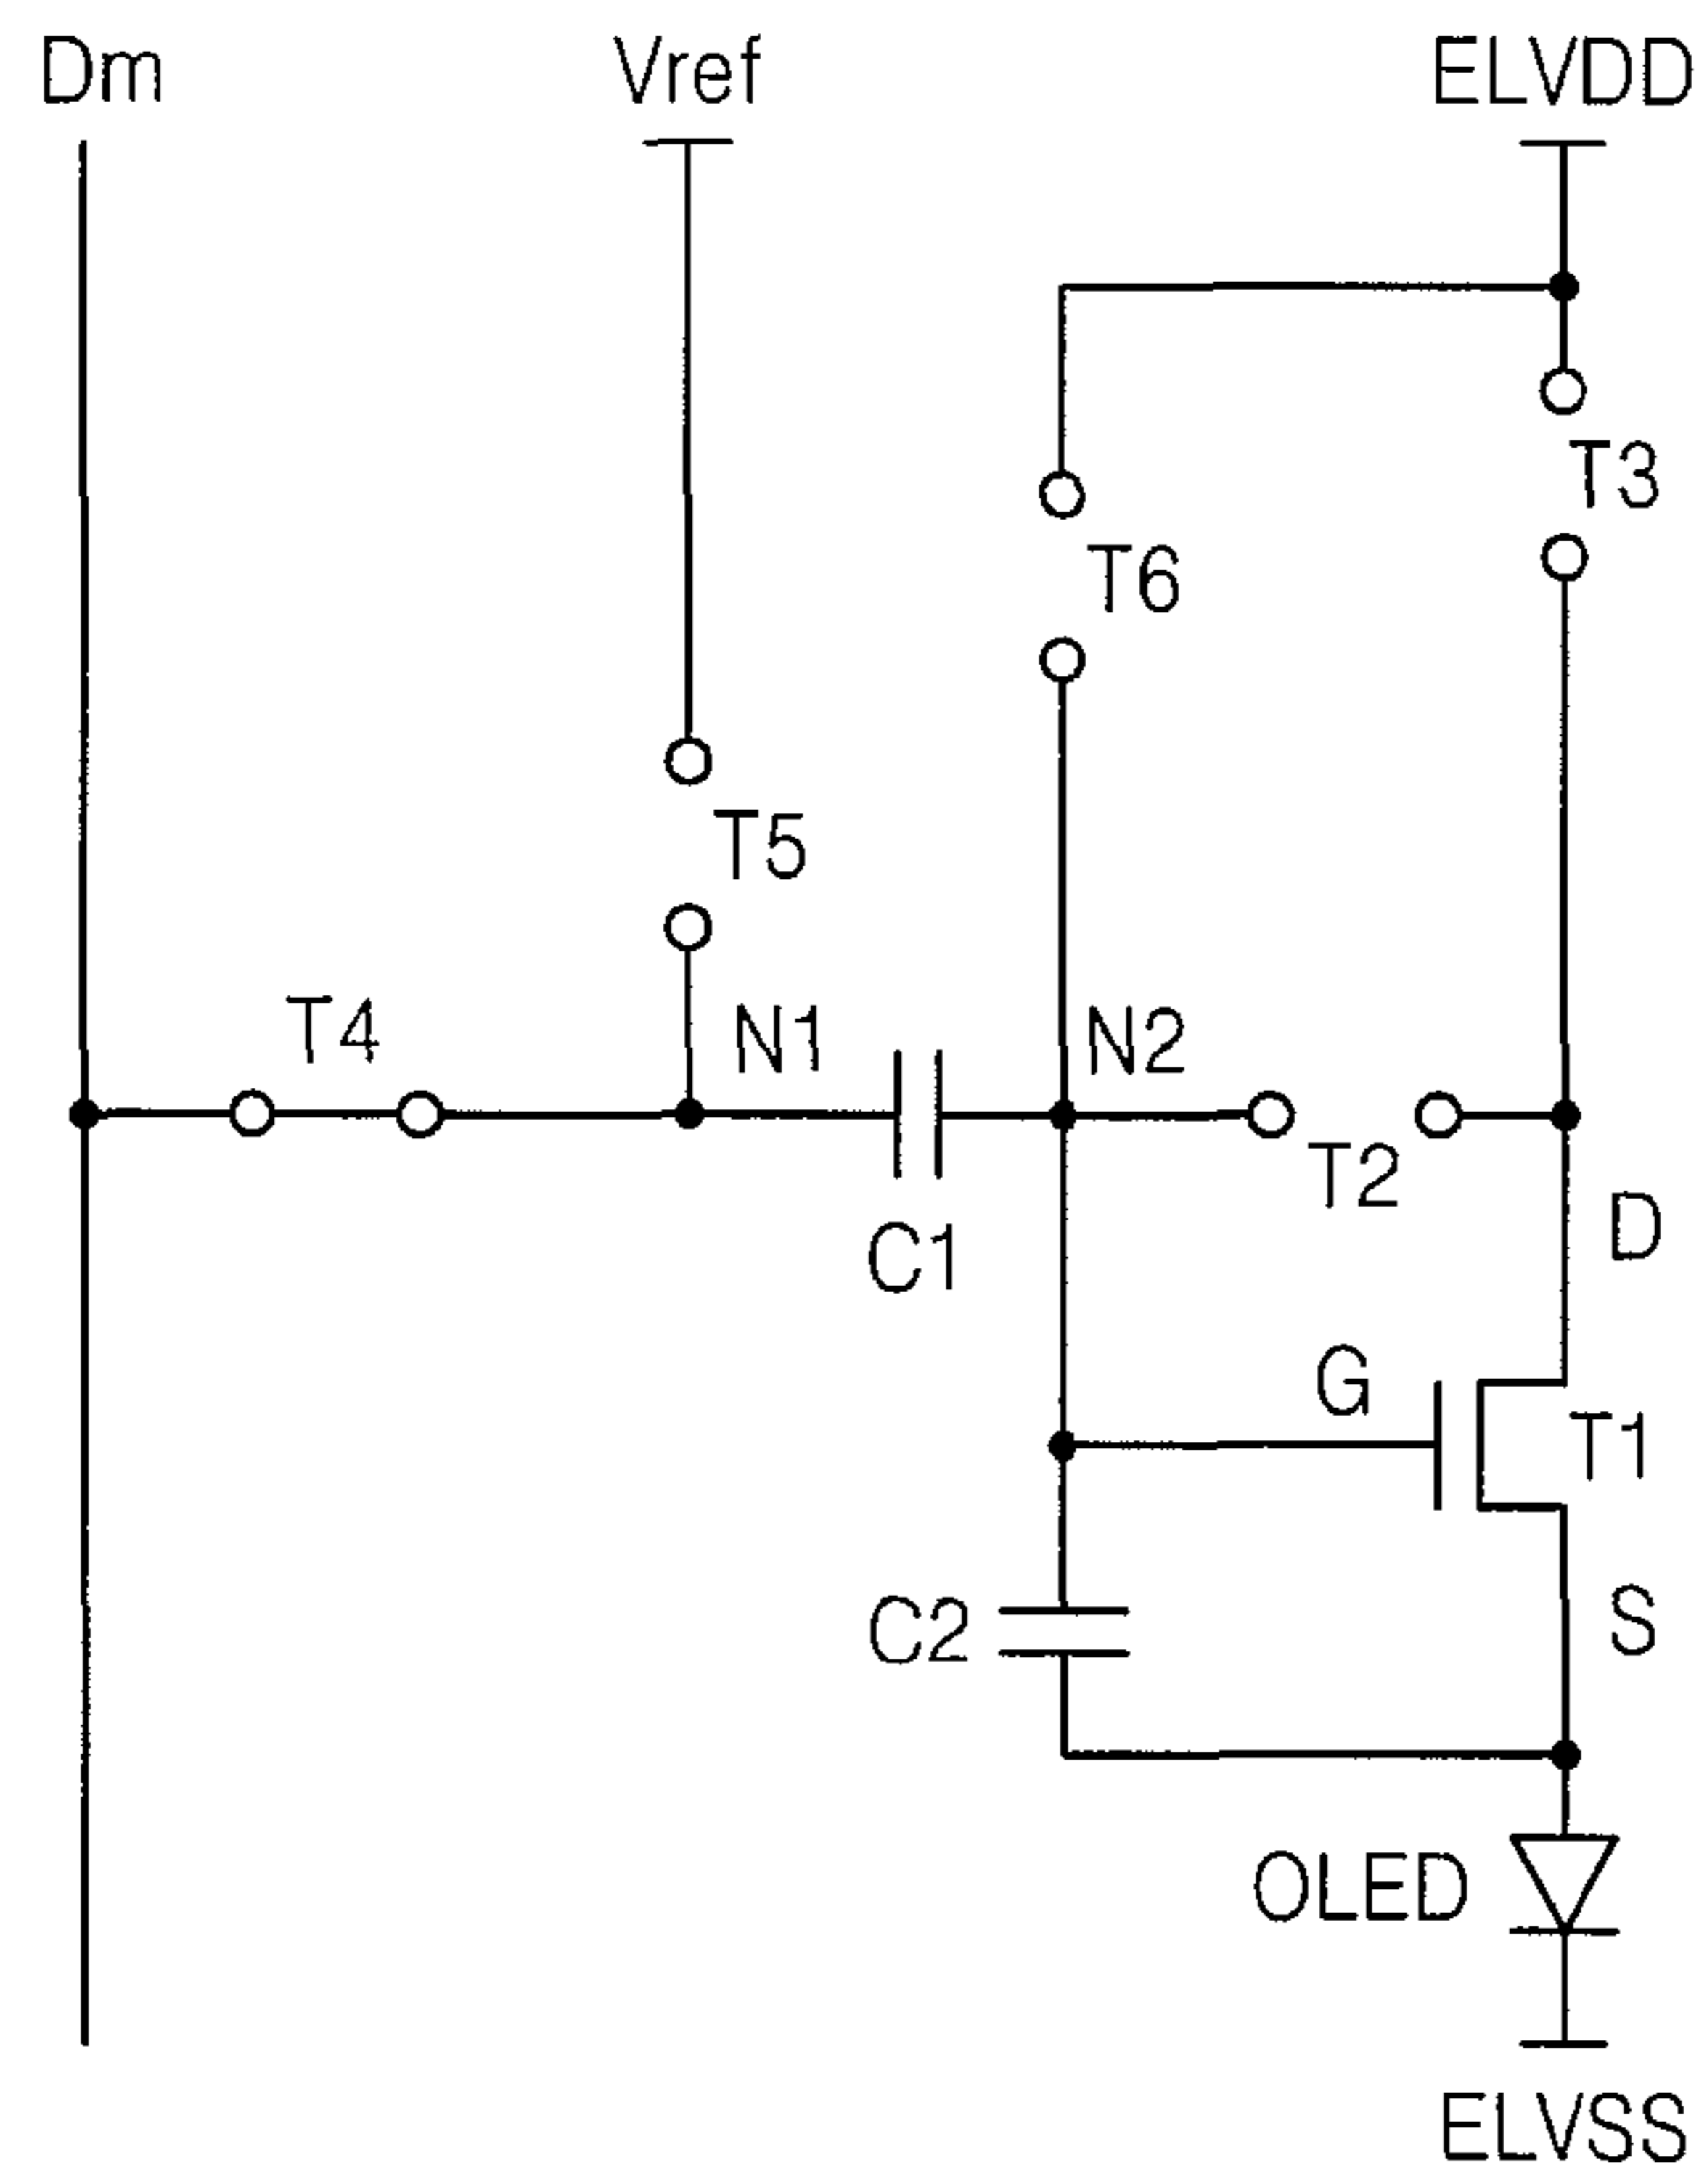 Dm
Vref
ELVDD
T3
T6
T5
T4
N1
N2
T2
C1
D
G
T1
C2
S
OLED
ELVSS